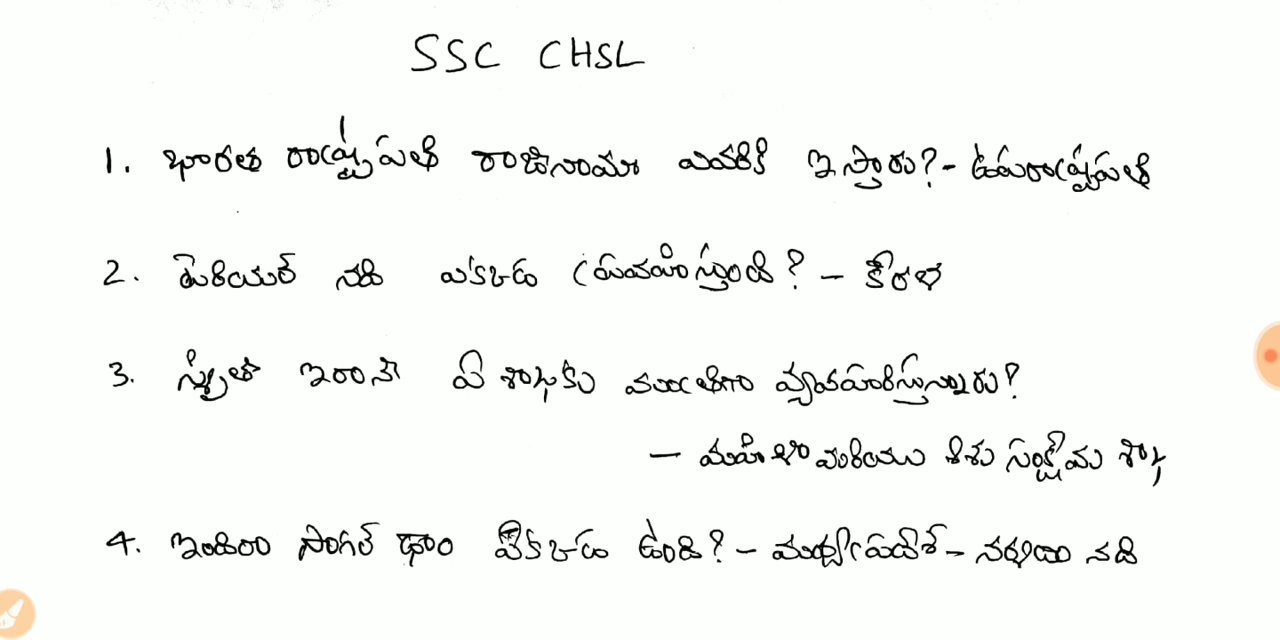 SSC CHSL
1. భారత రాష్ట్రపతి రాజీనామా ఎవరికి ఇస్తారు? - ఉపరాష్ట్రపతి
2. పెరియర్ నది ఎక్కడ ప్రవహిస్తుంది? - కేరళ
3. స్మ్రితి ఇరానీ ఏ శాఖకు మంత్రిగా వ్యవహరిస్తున్నారు?
- మహిళా మరియు శిశు సంక్షేమ శాఖ
4. ఇందిరా సాగర్ డ్యాం ఎక్కడ ఉంది? - మధ్యప్రదేశ్ - నర్మదా నది